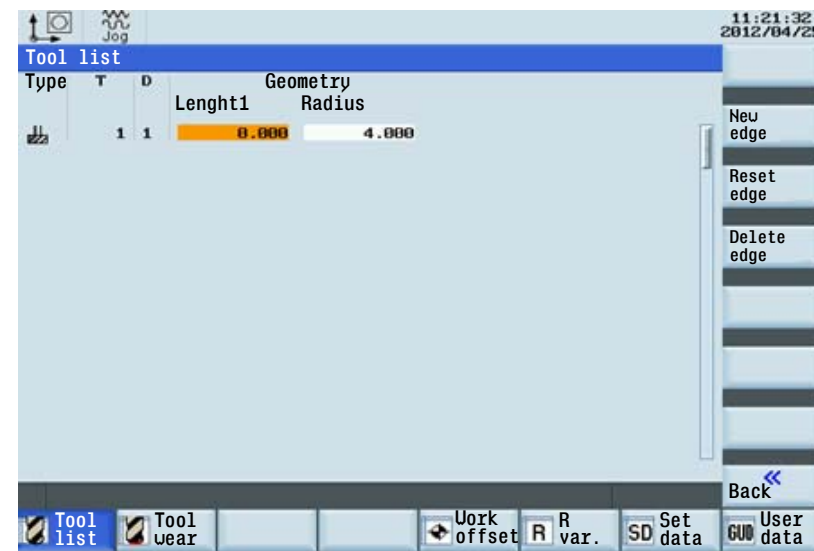 Jog
11:21:32
2012/04/25
Tool list
Type T D Geometry
Lenght1 Radius
1 1 0.000 4.000
New
edge
Reset
edge
Delete
edge
Back
Tool
list
Tool
wear
Work
offset
R R
var.
SD Set
data
GUD User
data